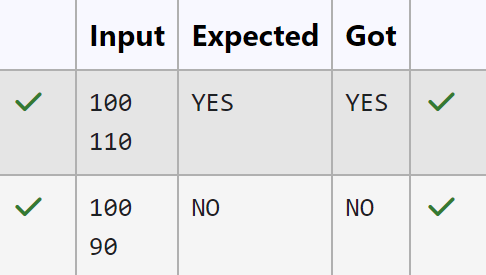 Input Expected Got
100 YES YES
110
100 NO NO
90